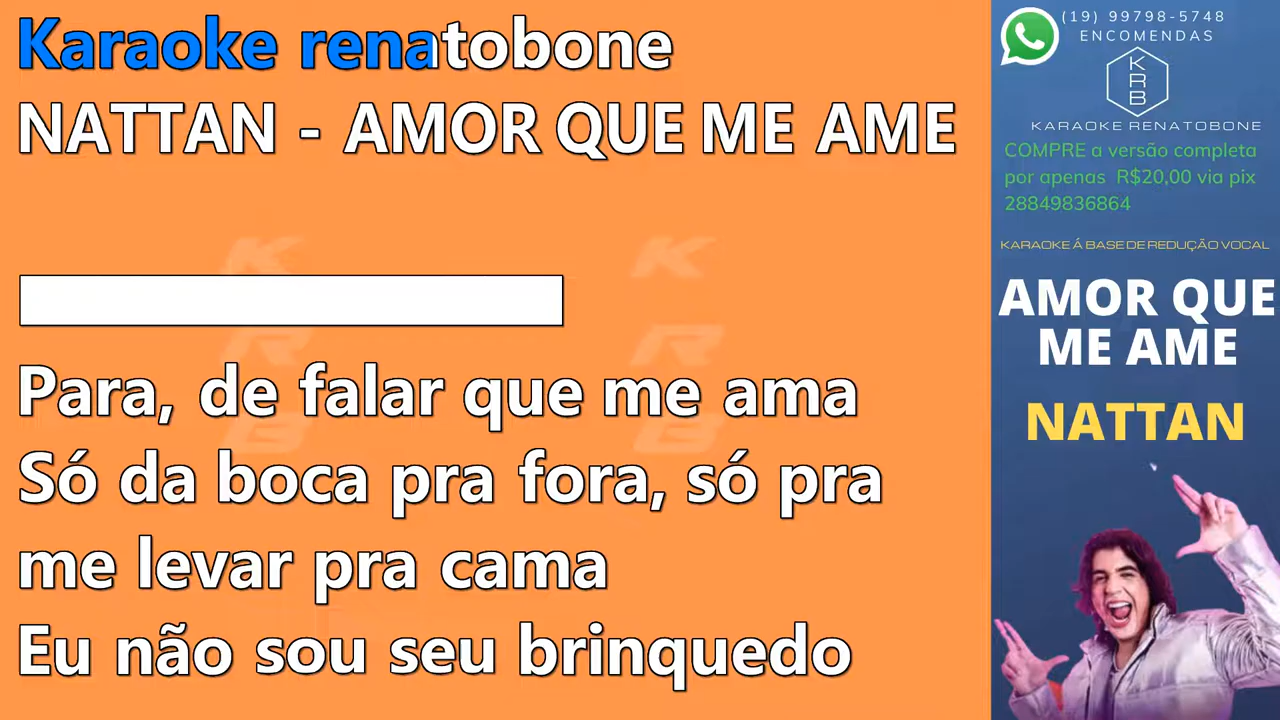 Karaoke renatobone
NATTAN - AMOR QUE ME AME
Para, de falar que me ama
Só da boca pra fora, só pra
me levar pra cama
Eu não sou seu brinquedo
(19) 99798-5748
ENCOMENDAS
K
R
B
KARAOKE RENATOBONE
COMPRE a versão completa
por apenas R$20,00 via pix
28849836864
KARAOKE Á BASE DE REDUÇÃO VOCAL
AMOR QUE
ME AME
NATTAN
K
R
B
K
R
B